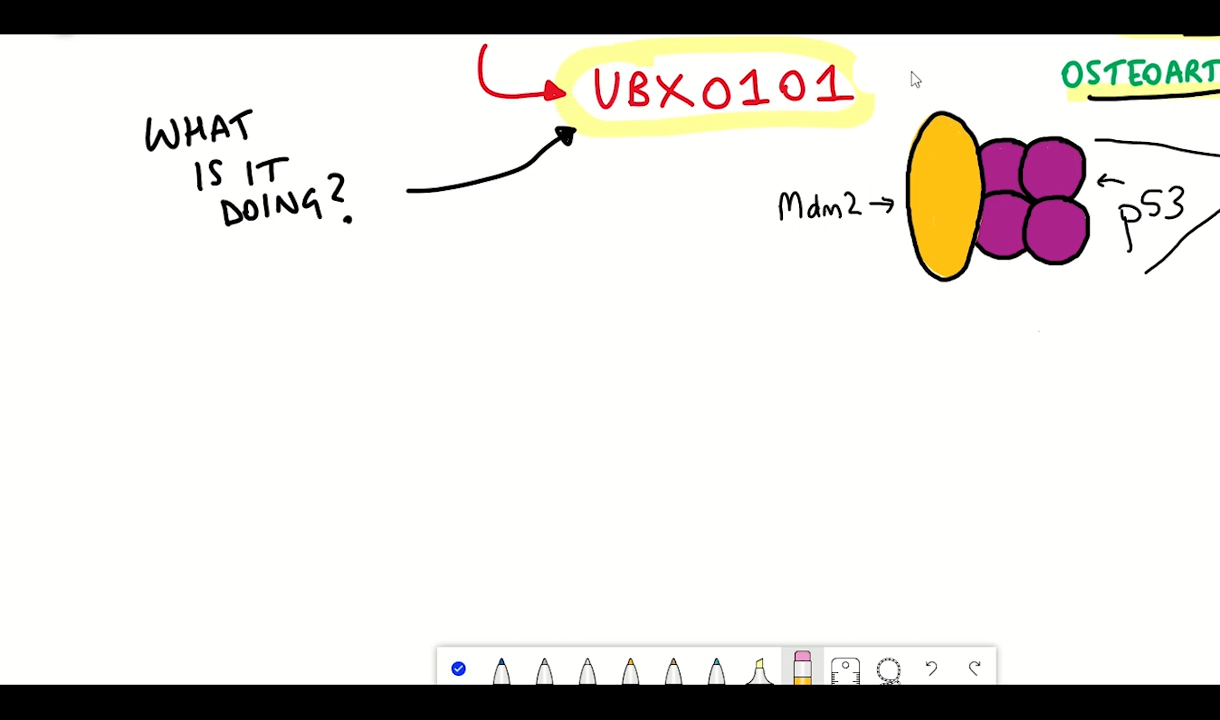 UBX0101
OSTEOART
WHAT
IS IT
DOING?
Mdm2
p53